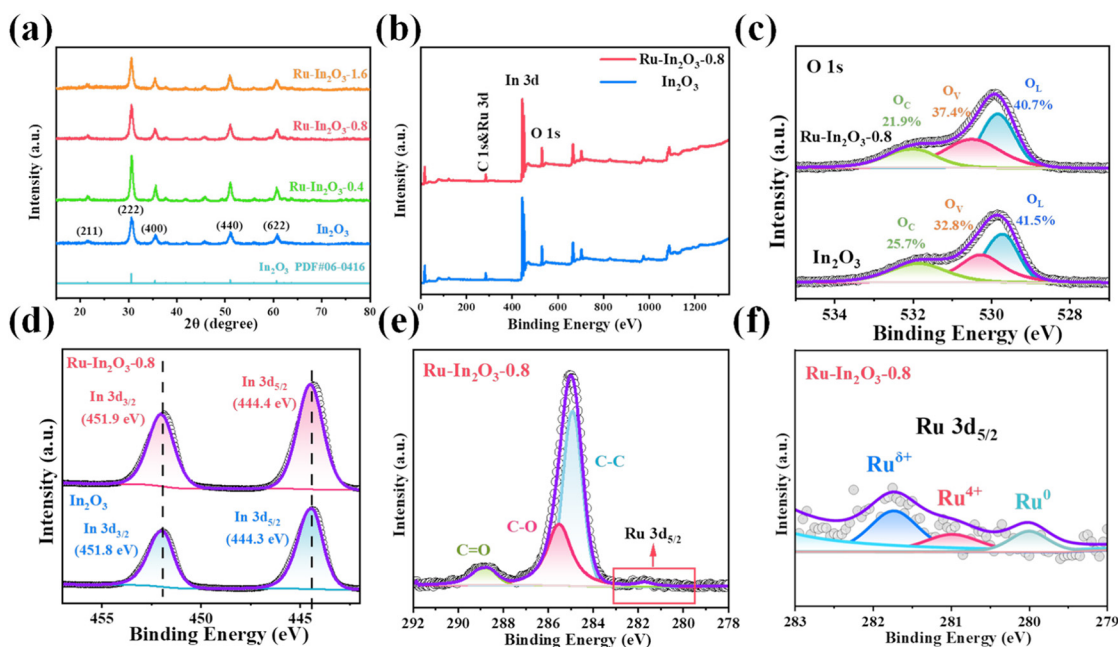 (a)
Intensity (a.u.)
Ru-In₂O₃-1.6
Ru-In₂O₃-0.8
Ru-In₂O₃-0.4
(222)
(211)
(400)
(440)
(622)
In₂O₃
In₂O₃ PDF#06-0416
10 20 30 40 50 60 70 80
2θ (degree)
(b)
Intensity (a.u.)
In 3d
Ru-In₂O₃-0.8
In₂O₃
C 1s&Ru 3d
O 1s
0 200 400 600 800 1000 1200
Binding Energy (eV)
(c)
Intensity (a.u.)
O 1s
O_C
21.9%
O_V
37.4%
O_L
40.7%
Ru-In₂O₃-0.8
O_C
25.7%
O_V
32.8%
O_L
41.5%
In₂O₃
534 532 530 528
Binding Energy (eV)
(d)
Intensity (a.u.)
Ru-In₂O₃-0.8
In 3d₃/₂
(451.9 eV)
In 3d₅/₂
(444.4 eV)
In₂O₃
In 3d₃/₂
(451.8 eV)
In 3d₅/₂
(444.3 eV)
455 450 445
Binding Energy (eV)
(e)
Intensity (a.u.)
Ru-In₂O₃-0.8
C-C
C-O
C=O
Ru 3d₅/₂
292 290 288 286 284 282 280 278
Binding Energy (eV)
(f)
Intensity (a.u.)
Ru-In₂O₃-0.8
Ru 3d₅/₂
Ru^δ+
Ru⁴⁺
Ru⁰
283 282 281 280 279
Binding Energy (eV)